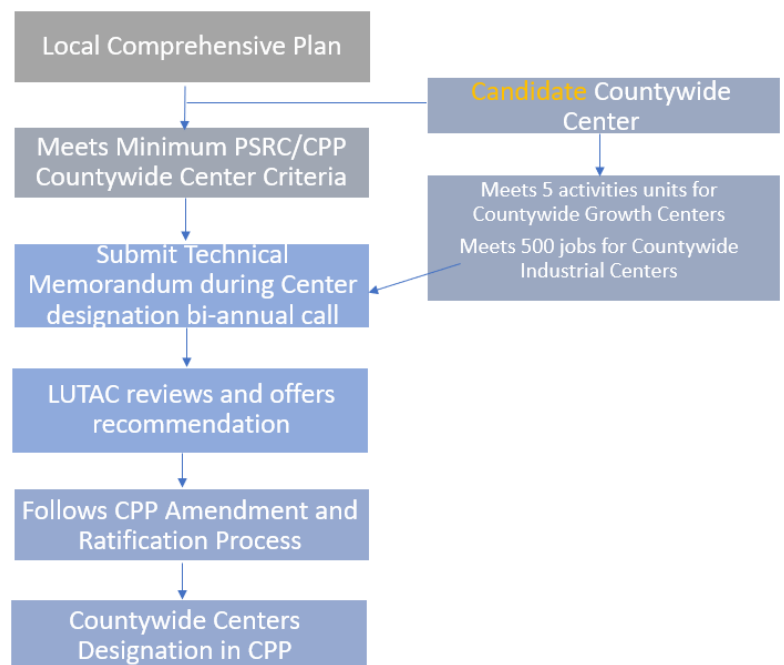 Local Comprehensive Plan
Candidate Countywide
Center
Meets Minimum PSRC/CPP
Countywide Center Criteria
Meets 5 activities units for
Countywide Growth Centers
Meets 500 jobs for Countywide
Industrial Centers
Submit Technical
Memorandum during Center
designation bi-annual call
LUTAC reviews and offers
recommendation
Follows CPP Amendment and
Ratification Process
Countywide Centers
Designation in CPP